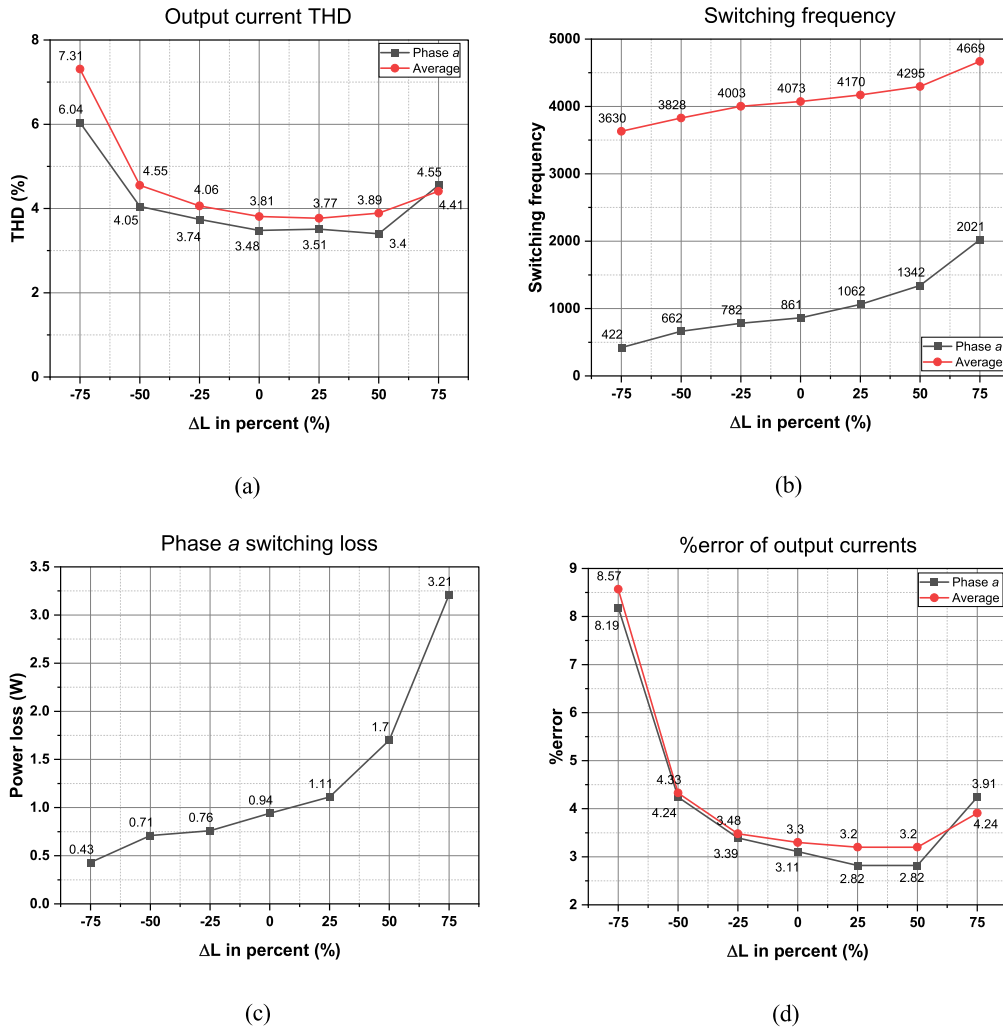 Output current THD
8
6
4
2
0
THD (%)
7.31
6.04
4.55
4.05
4.06
3.74
3.81
3.48
3.77
3.51
3.89
3.4
4.55
4.41
Phase a
Average
-75 -50 -25 0 25 50 75
ΔL in percent (%)
(a)
Switching frequency
5000
4000
3000
2000
1000
0
Switching frequency
3630
3828
4003
4073
4170
4295
4669
422
662
782
861
1062
1342
2021
Phase a
Average
-75 -50 -25 0 25 50 75
ΔL in percent (%)
(b)
Phase a switching loss
3.5
3.0
2.5
2.0
1.5
1.0
0.5
0.0
Power loss (W)
0.43
0.71
0.76
0.94
1.11
1.7
3.21
-75 -50 -25 0 25 50 75
ΔL in percent (%)
(c)
%error of output currents
9
8
7
6
5
4
3
2
%error
8.57
8.19
4.33
4.24
3.48
3.39
3.3
3.11
3.2
2.82
3.2
2.82
3.91
4.24
Phase a
Average
-75 -50 -25 0 25 50 75
ΔL in percent (%)
(d)